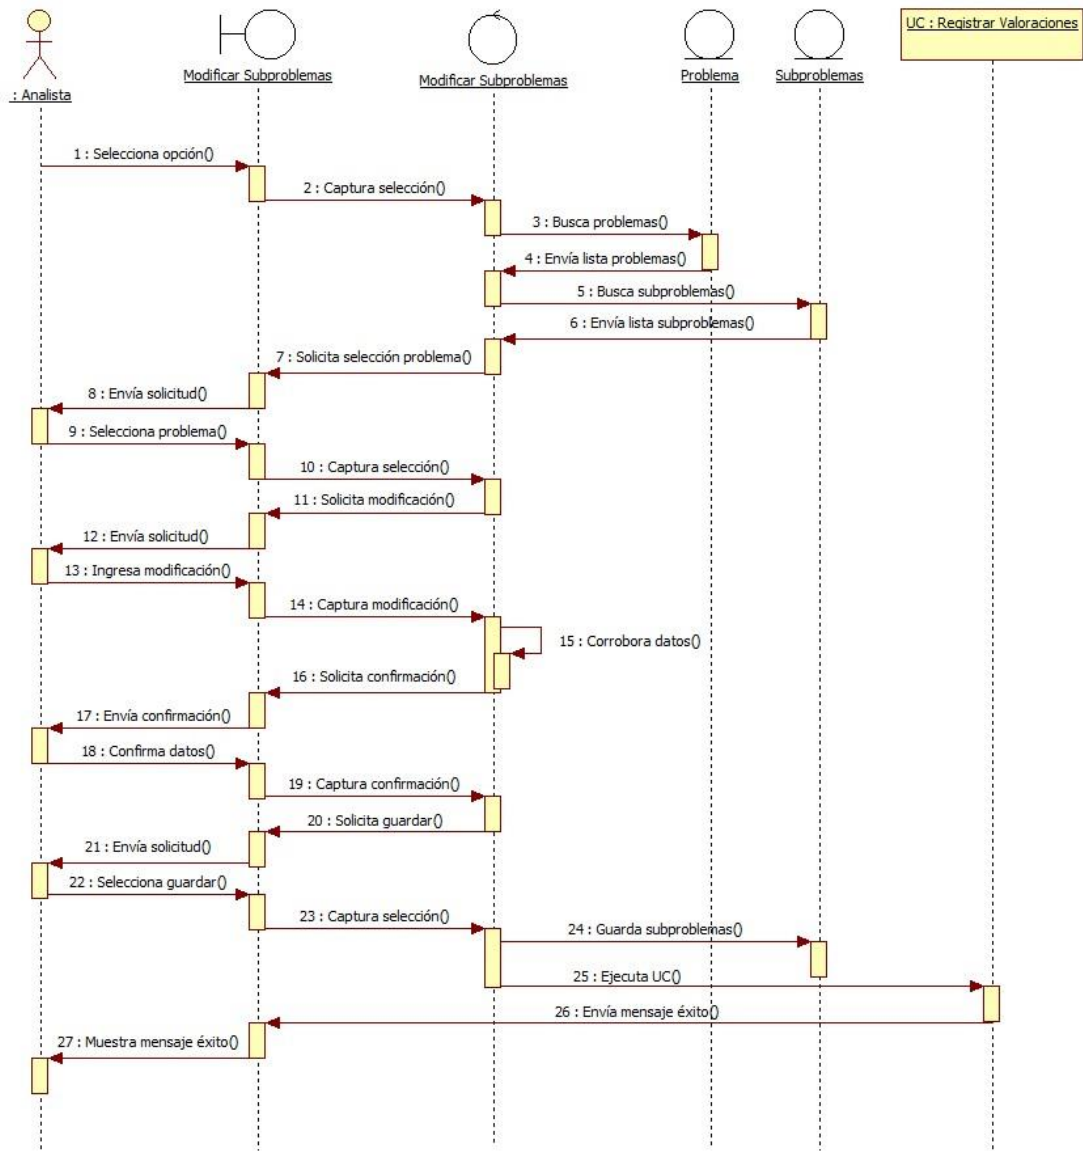 UC : Registrar Valoraciones
Modificar Subproblemas
Modificar Subproblemas
Problema
Subproblemas
: Analista
1 : Selecciona opción()
2 : Captura selección()
3 : Busca problemas()
4 : Envía lista problemas()
5 : Busca subproblemas()
6 : Envía lista subproblemas()
7 : Solicita selección problema()
8 : Envía solicitud()
9 : Selecciona problema()
10 : Captura selección()
11 : Solicita modificación()
12 : Envía solicitud()
13 : Ingresa modificación()
14 : Captura modificación()
15 : Corrobora datos()
16 : Solicita confirmación()
17 : Envía confirmación()
18 : Confirma datos()
19 : Captura confirmación()
20 : Solicita guardar()
21 : Envía solicitud()
22 : Selecciona guardar()
23 : Captura selección()
24 : Guarda subproblemas()
25 : Ejecuta UC()
26 : Envía mensaje éxito()
27 : Muestra mensaje éxito()